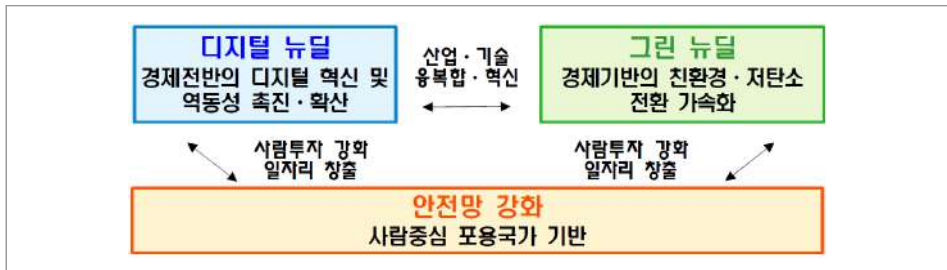 디지털 뉴딜
경제전반의 디지털 혁신 및
역동성 촉진·확산
산업·기술
융복합·혁신
그린 뉴딜
경제기반의 친환경·저탄소
전환 가속화
사람투자 강화
일자리 창출
사람투자 강화
일자리 창출
안전망 강화
사람중심 포용국가 기반